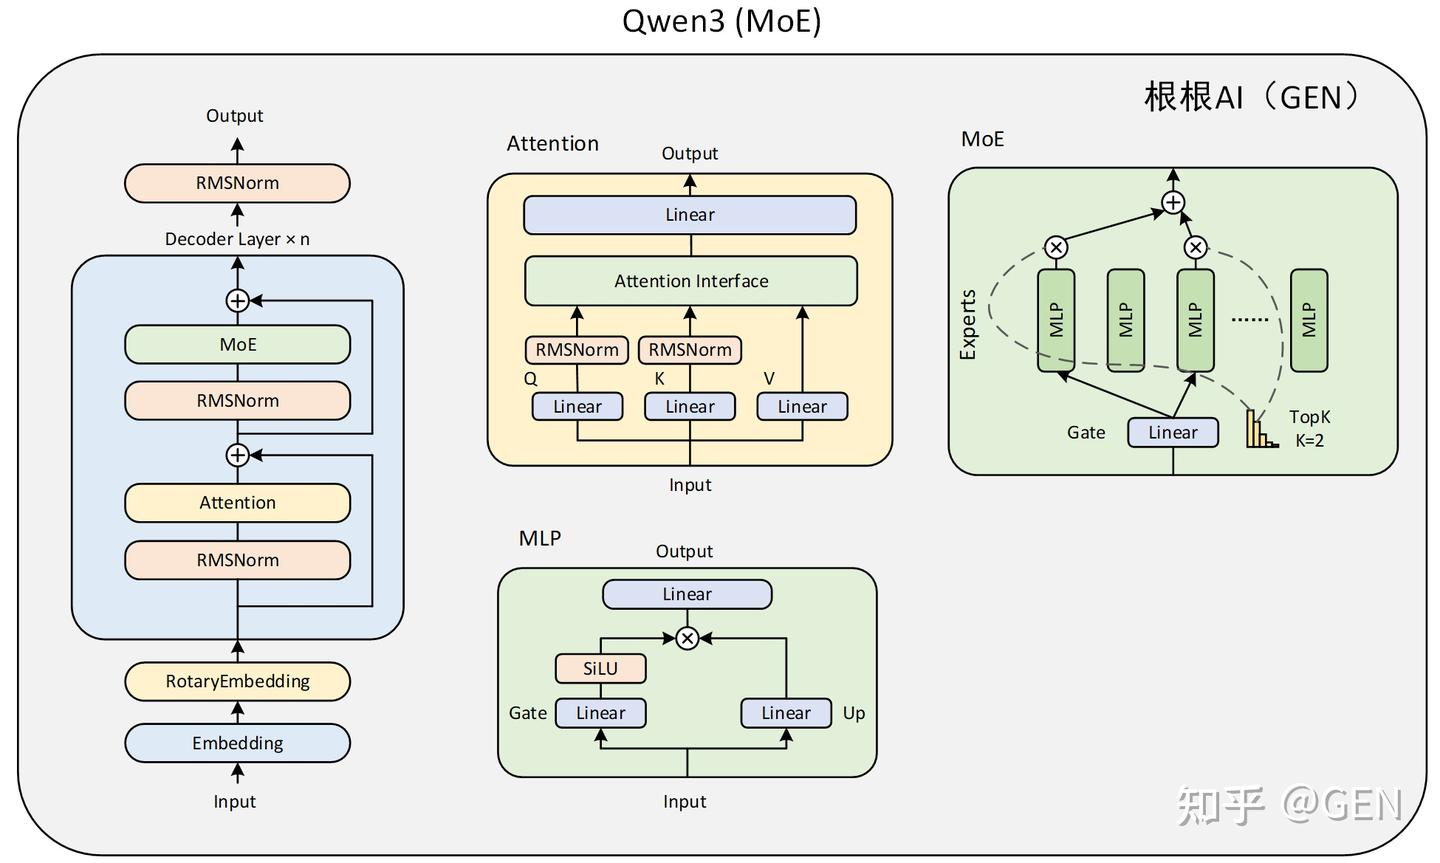 Qwen3 (MoE)
根根AI（GEN）
Output
RMSNorm
Decoder Layer × n
MoE
RMSNorm
Attention
RMSNorm
RotaryEmbedding
Embedding
Input
Attention
Output
Linear
Attention Interface
RMSNorm RMSNorm
Q K V
Linear Linear Linear
Input
MLP
Output
Linear
SiLU
Gate Linear Linear Up
Input
MoE
Experts
MLP MLP MLP ...... MLP
Gate Linear
TopK
K=2
知乎 @GEN